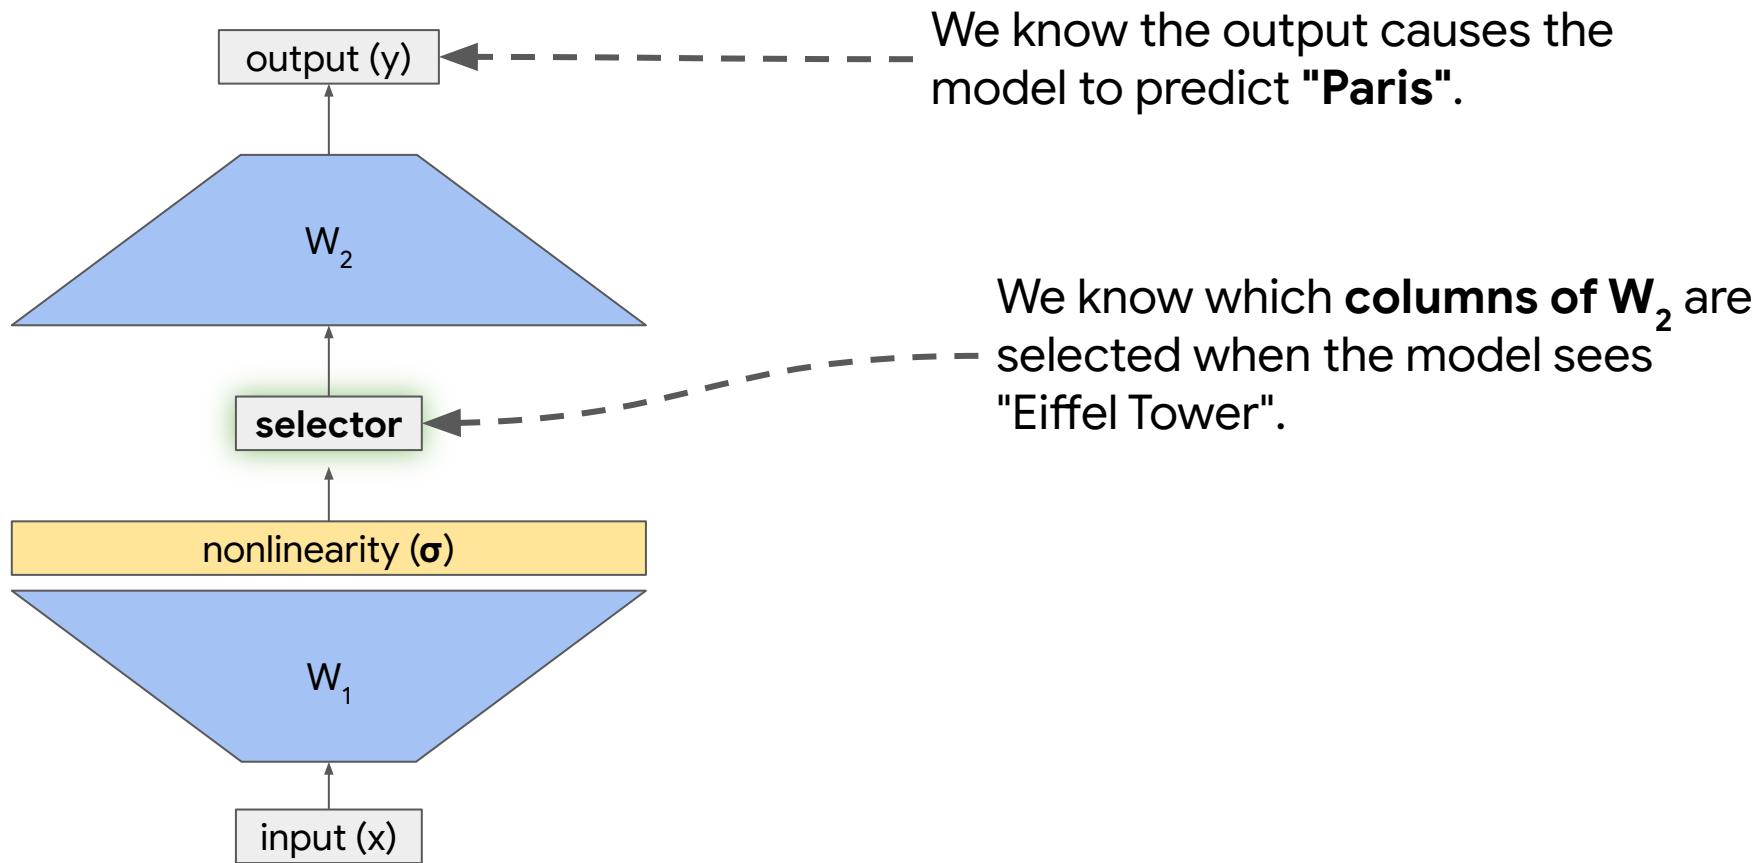 output (y)
We know the output causes the
model to predict "Paris".
W₂
We know which columns of W₂ are
selected when the model sees
"Eiffel Tower".
selector
nonlinearity (σ)
W₁
input (x)